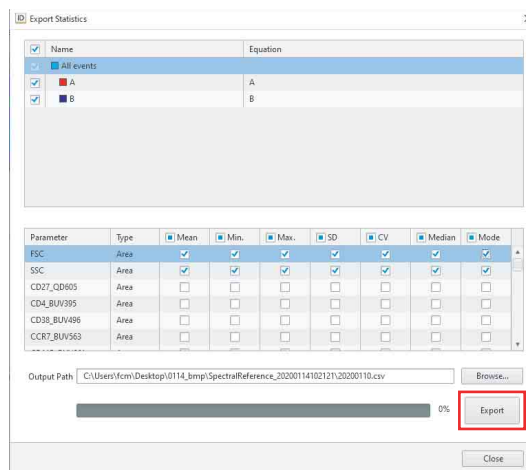 ID Export Statistics
Name Equation
All events
A A
B B
Parameter Type Mean Min. Max. SD CV Median Mode
FSC Area
SSC Area
CD27_QD605 Area
CD4_BUV395 Area
CD38_BUV496 Area
CCR7_BUV563 Area
Output Path C:\Users\fcm\Desktop\0114_bmp\SpectralReference_20200114102121\20200110.csv Browse...
0% Export
Close